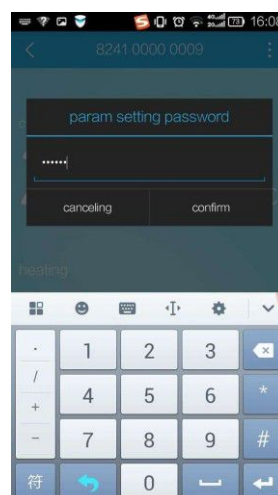 16:08
8241 0000 0009
param setting password
······
canceling
confirm
heating
· 1 2 3
/
+ 4 5 6 *
- 7 8 9 #
符 0